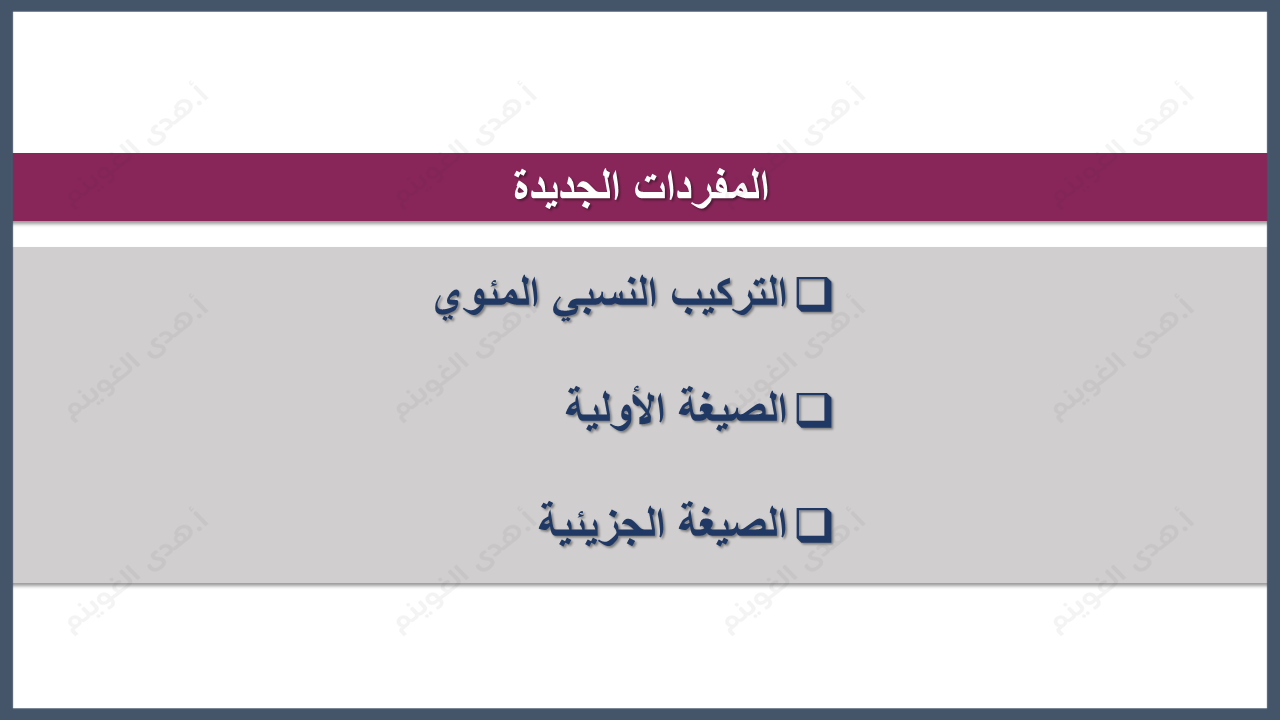 المفردات الجديدة
التركيب النسبي المئوي
الصيغة الأولية
الصيغة الجزيئية
أ.هدى الغوينم